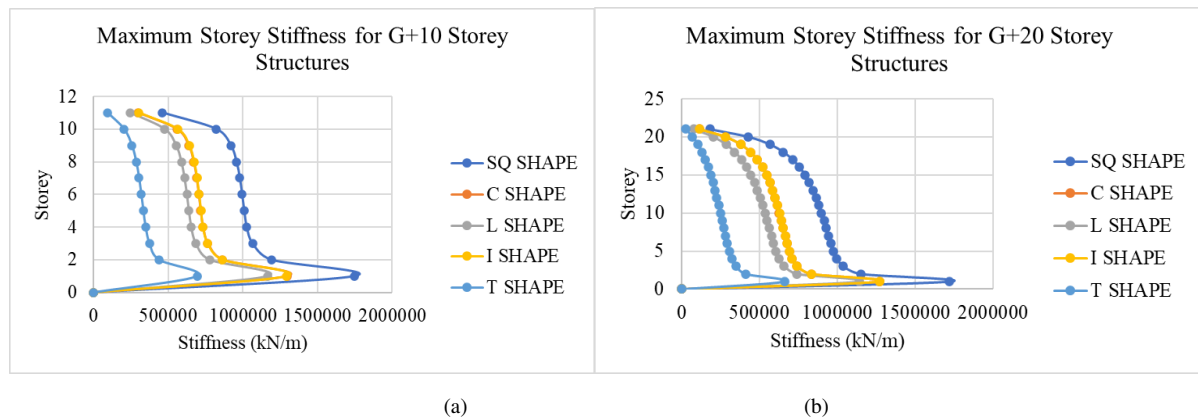 Maximum Storey Stiffness for G+10 Storey
Structures
12
10
8
6
4
2
0
Storey
0 500000 1000000 1500000 2000000
Stiffness (kN/m)
SQ SHAPE
C SHAPE
L SHAPE
I SHAPE
T SHAPE
(a)
Maximum Storey Stiffness for G+20 Storey
Structures
25
20
15
10
5
0
Storey
0 500000 1000000 1500000 2000000
Stiffness (kN/m)
SQ SHAPE
C SHAPE
L SHAPE
I SHAPE
T SHAPE
(b)